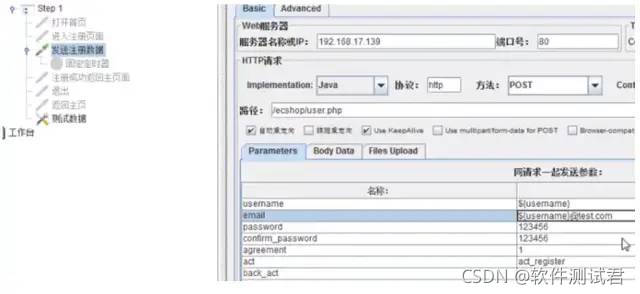 Step 1
打开首页
进入注册页面
发送注册数据
固定定时器
注册成功返回主页面
退出
返回主页
测试数据
工作台
Basic Advanced
Web服务器
服务器名称或IP: 192.168.17.139 端口号: 80
HTTP请求
Implementation: Java 协议: http 方法: POST Cont
路径: /ecshop/user.php
自动重定向 跟随重定向 Use KeepAlive Use multipart/form-data for POST Browser-compat
Parameters Body Data Files Upload
同请求一起发送参数:
名称:
username ${username}
email ${username}@test.com
password 123456
confirm_password 123456
agreement 1
act act_register
back_act
CSDN @软件测试君